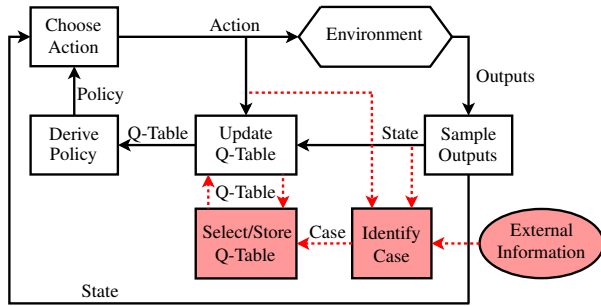 Choose
Action
Action
Environment
Outputs
Policy
Derive
Policy
Q-Table
Update
Q-Table
State
Sample
Outputs
Q-Table
Select/Store
Q-Table
Case
Identify
Case
External
Information
State